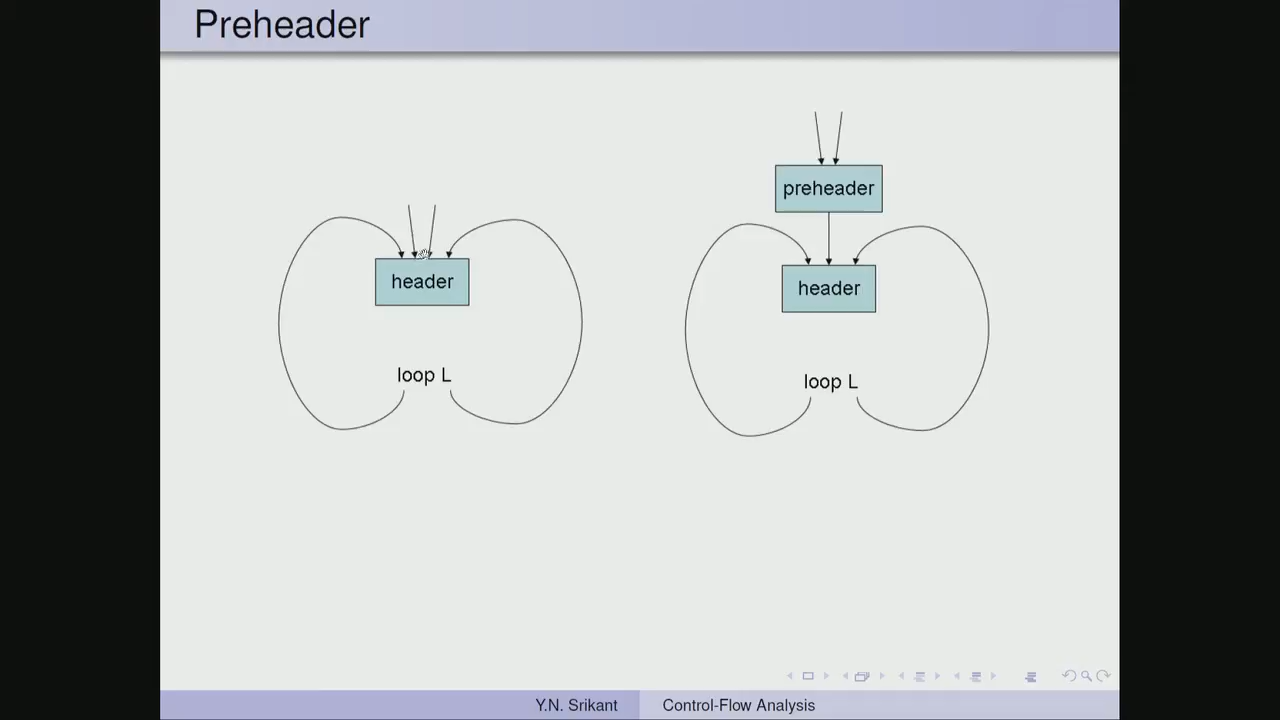 Preheader
preheader
header
header
loop L
loop L
Y.N. Srikant
Control-Flow Analysis